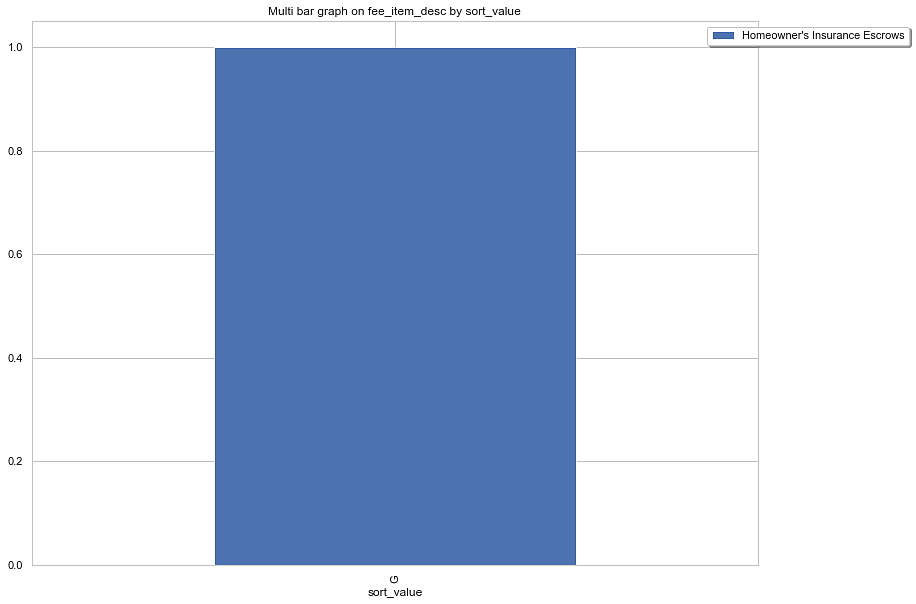 Multi bar graph on fee_item_desc by sort_value
Homeowner's Insurance Escrows
1.0
0.8
0.6
0.4
0.2
0.0
G
sort_value